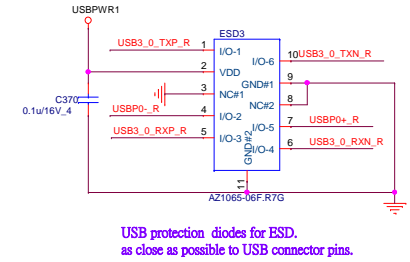 USBPWR1
ESD3
USB3_0_TXP_R 1 I/O-1
I/O-6 10 USB3_0_TXN_R
2 VDD
GND#1 9
3 NC#1
NC#2 8
C370
0.1u/16V_4
USBP0-_R 4 I/O-2
I/O-5 7 USBP0+_R
USB3_0_RXP_R 5 I/O-3
I/O-4 6 USB3_0_RXN_R
GND#2
11
AZ1065-06F.R7G
USB protection diodes for ESD.
as close as possible to USB connector pins.